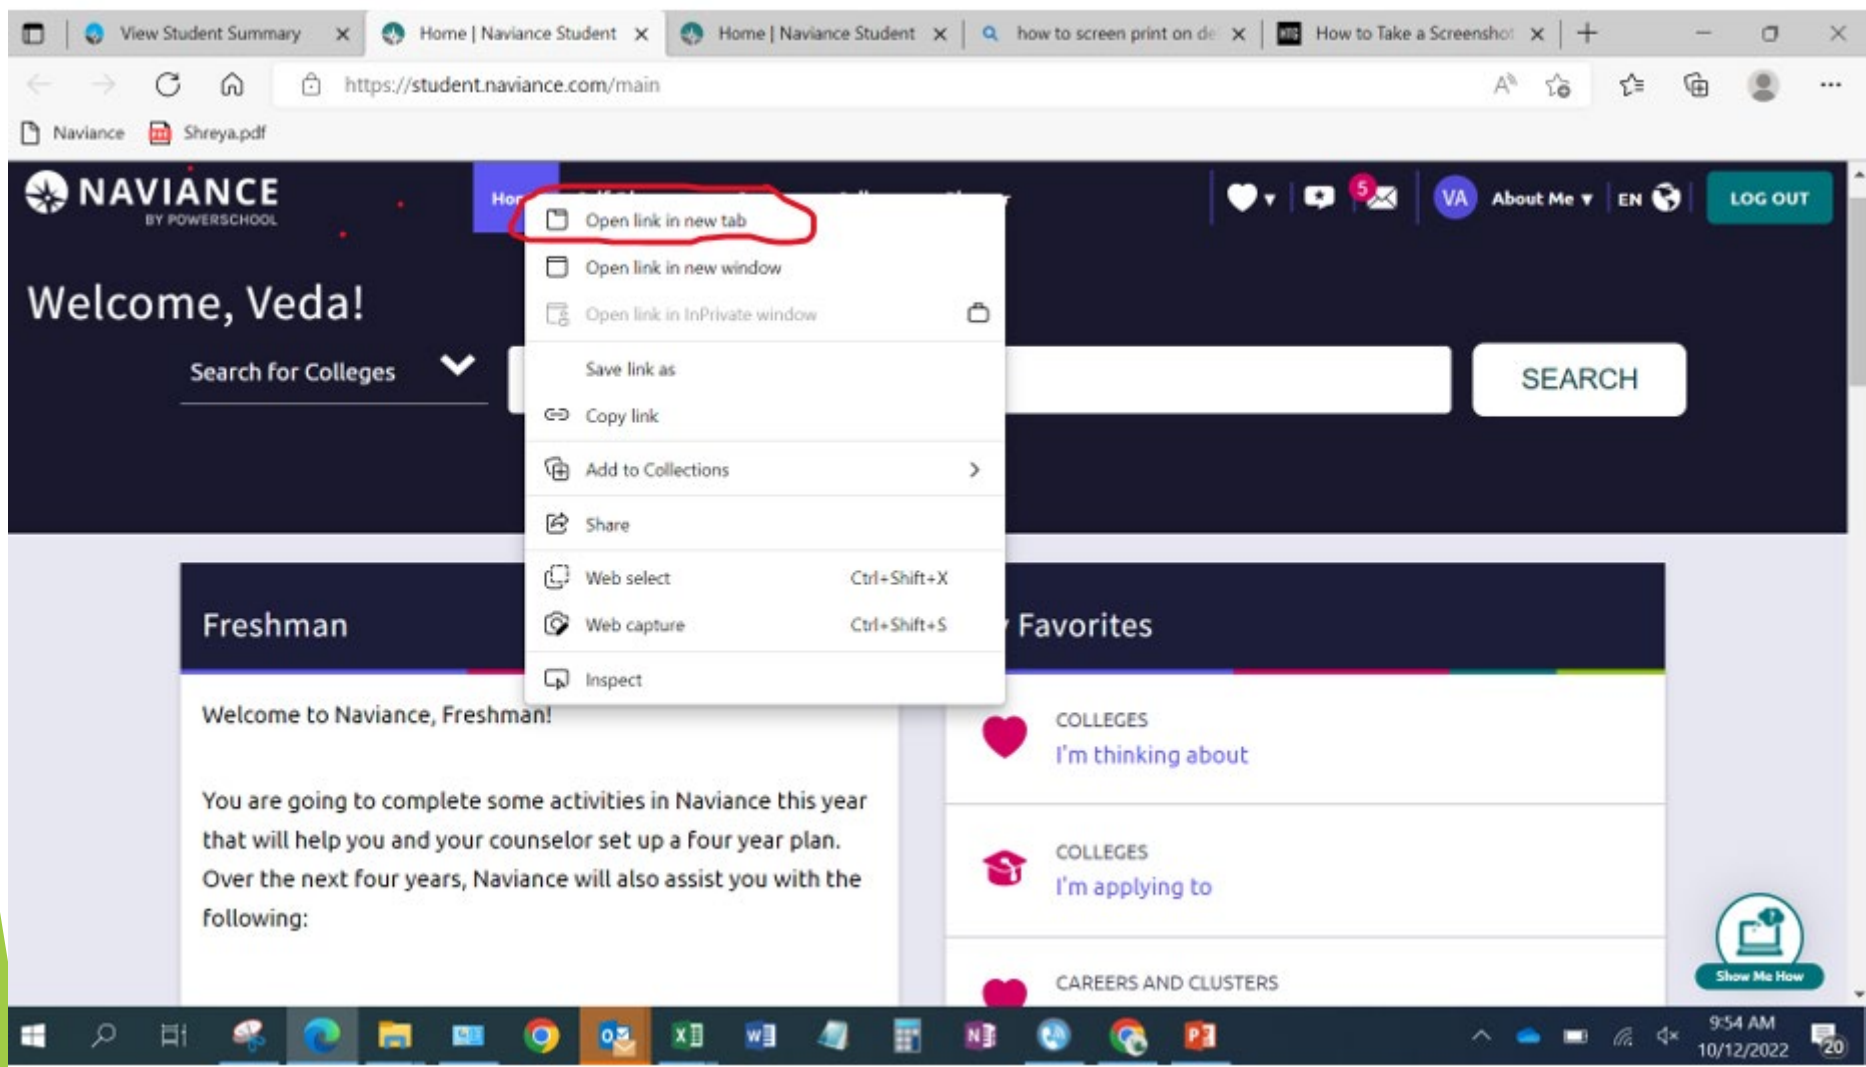 View Student Summary
Home | Naviance Student
Home | Naviance Student
how to screen print on de
How to Take a Screenshot
https://student.naviance.com/main
Naviance
Shreya.pdf
NAVIANCE
BY POWERSCHOOL
5
VA
About Me
EN
LOG OUT
Open link in new tab
Open link in new window
Open link in InPrivate window
Save link as
Copy link
Add to Collections
Share
Web select Ctrl+Shift+X
Web capture Ctrl+Shift+S
Inspect
Welcome, Veda!
Search for Colleges
SEARCH
Freshman
Welcome to Naviance, Freshman!
You are going to complete some activities in Naviance this year
that will help you and your counselor set up a four year plan.
Over the next four years, Naviance will also assist you with the
following:
Favorites
COLLEGES
I'm thinking about
COLLEGES
I'm applying to
CAREERS AND CLUSTERS
Show Me How
9:54 AM
10/12/2022
20